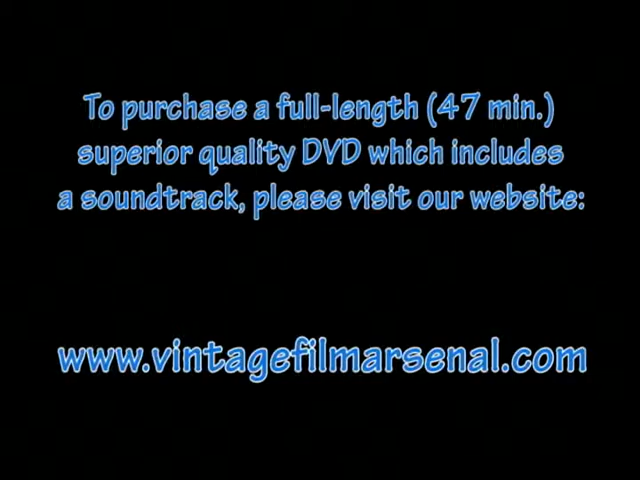 To purchase a full-length (47 min.)
superior quality DVD which includes
a soundtrack, please visit our website:
www.vintagefilmarsenal.com